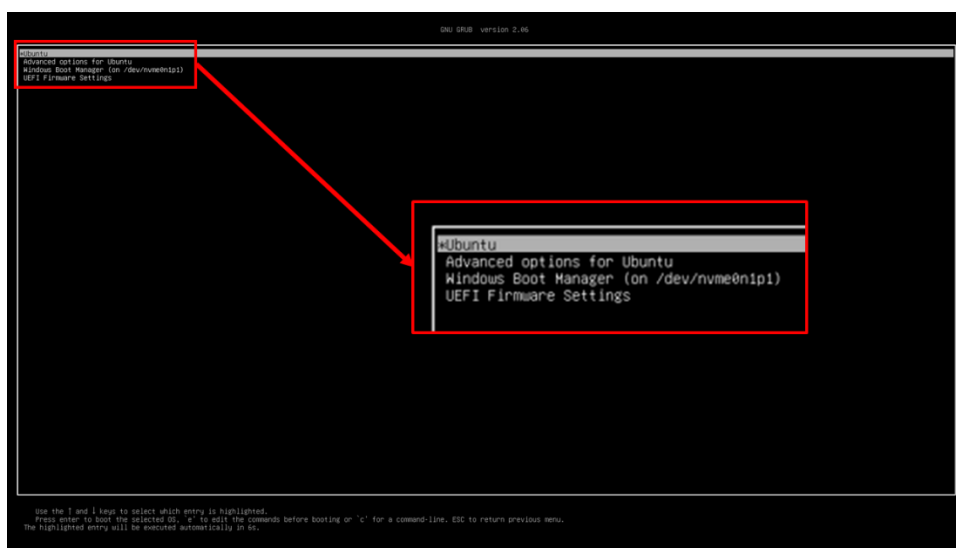 GNU GRUB version 2.06
*Ubuntu
Advanced options for Ubuntu
Windows Boot Manager (on /dev/nvme0n1p1)
UEFI Firmware Settings
*Ubuntu
Advanced options for Ubuntu
Windows Boot Manager (on /dev/nvme0n1p1)
UEFI Firmware Settings
Use the ↑ and ↓ keys to select which entry is highlighted.
Press enter to boot the selected OS, `e' to edit the commands before booting or `c' for a command-line. ESC to return previous menu.
The highlighted entry will be executed automatically in 6s.